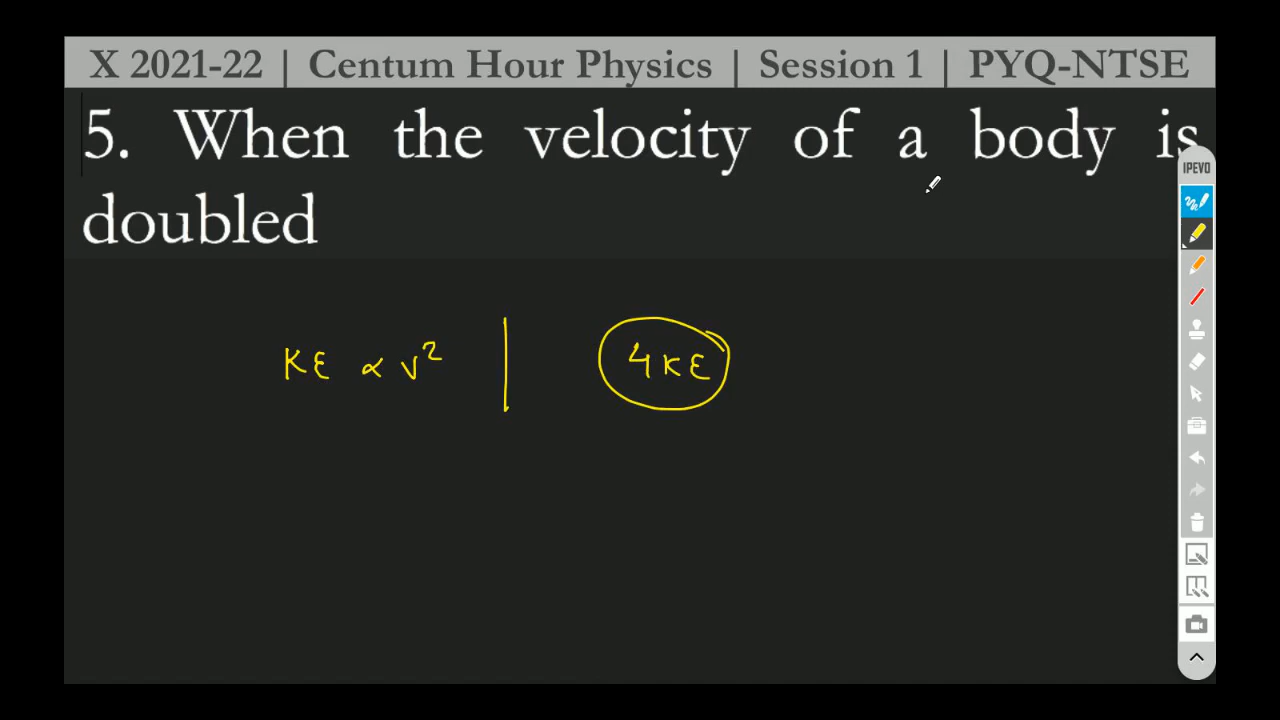 X 2021-22 | Centum Hour Physics | Session 1 | PYQ-NTSE
5. When the velocity of a body is
doubled
IPEVO
KE ∝ v² | 4KE